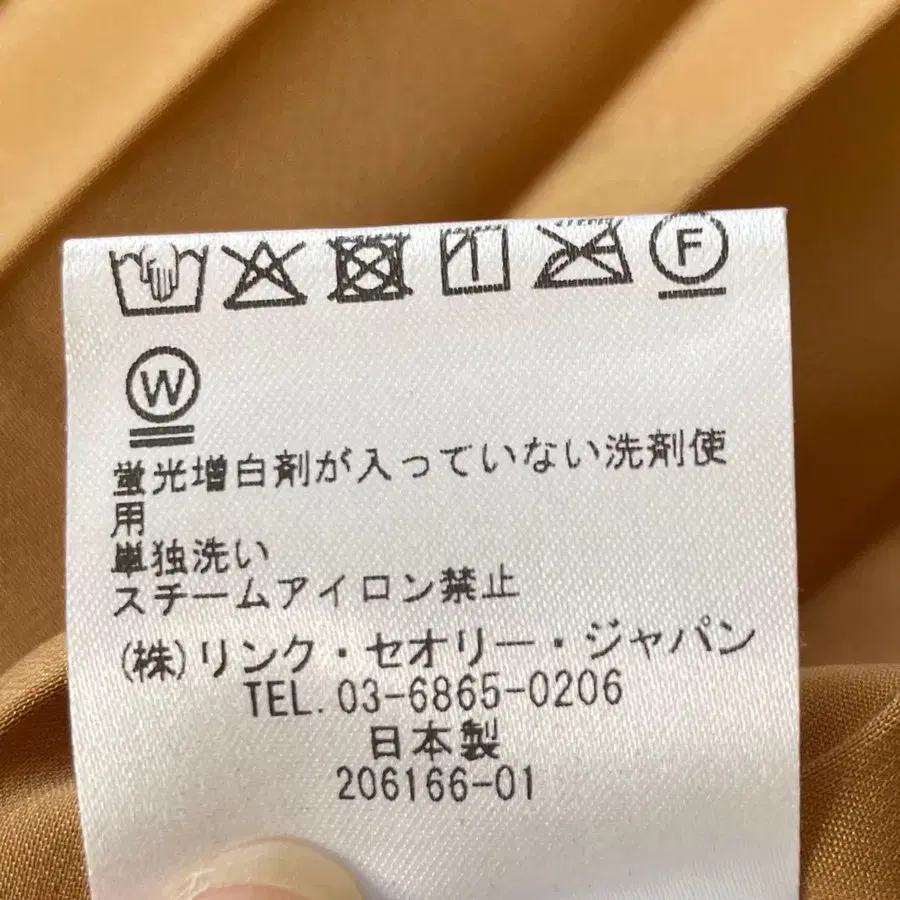 F
W
蛍光増白剤が入っていない洗剤使
用
単独洗い
スチームアイロン禁止
(株)リンク・セオリー・ジャパン
TEL.03-6865-0206
日本製
206166-01